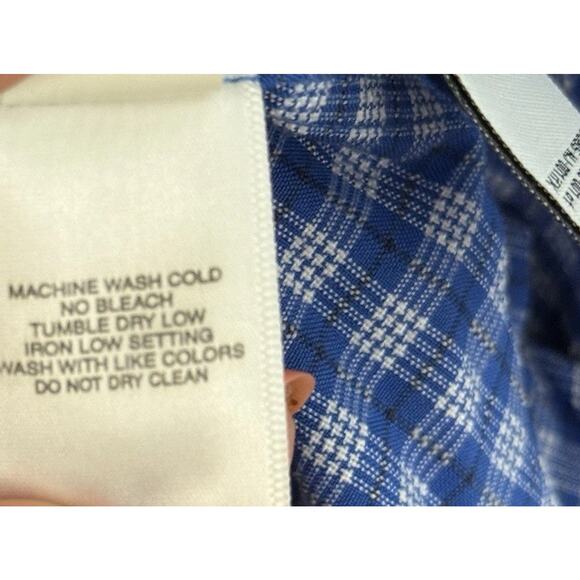 MACHINE WASH COLD
NO BLEACH
TUMBLE DRY LOW
IRON LOW SETTING
WASH WITH LIKE COLORS
DO NOT DRY CLEAN